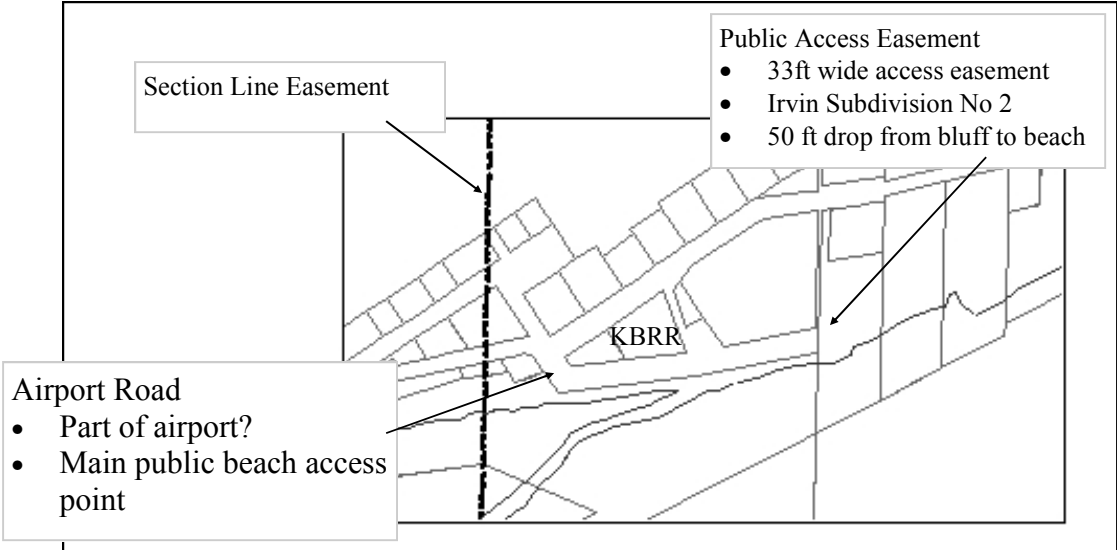 Public Access Easement
• 33ft wide access easement
• Irvin Subdivision No 2
• 50 ft drop from bluff to beach
Section Line Easement
KBRR
Airport Road
• Part of airport?
• Main public beach access
point